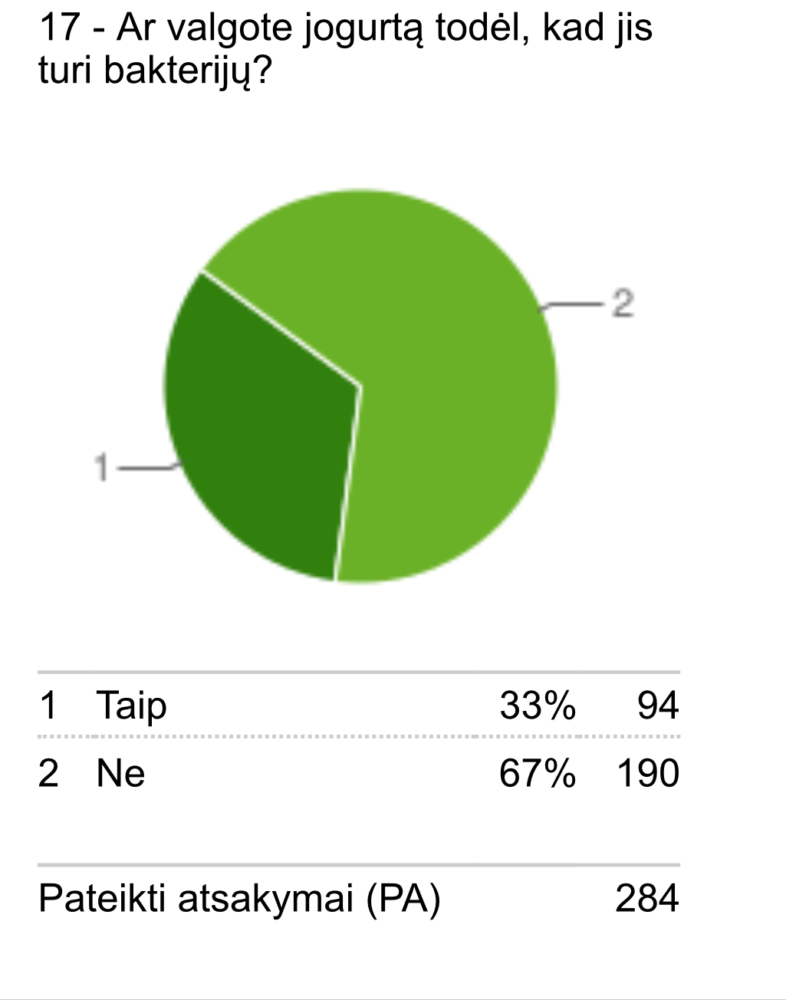 17 - Ar valgote jogurtą todėl, kad jis
turi bakterijų?
2
1
1 Taip 33% 94
2 Ne 67% 190
Pateikti atsakymai (PA) 284